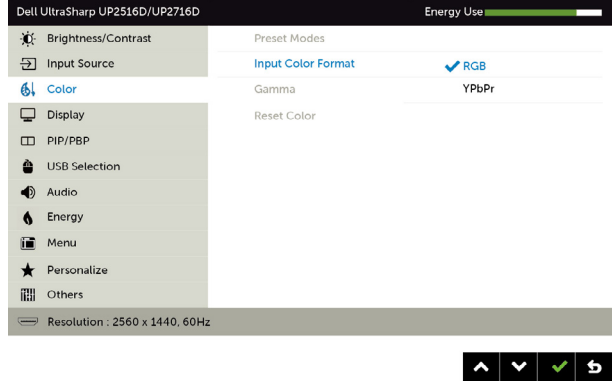 Dell UltraSharp UP2516D/UP2716D Energy Use
Brightness/Contrast Preset Modes
Input Source Input Color Format RGB
Color Gamma YPbPr
Display Reset Color
PIP/PBP
USB Selection
Audio
Energy
Menu
Personalize
Others
Resolution : 2560 x 1440, 60Hz